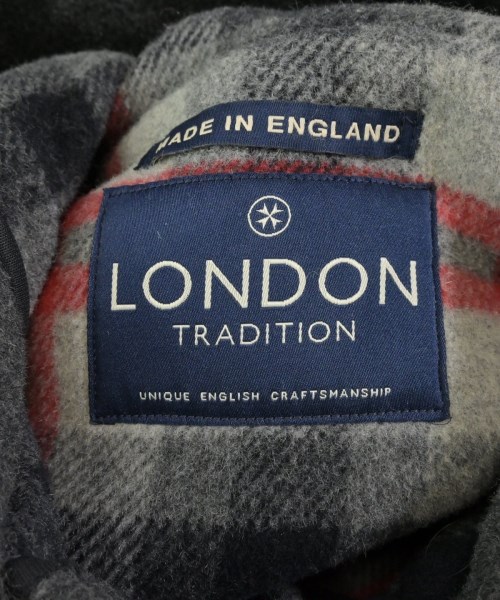 MADE IN ENGLAND
LONDON
TRADITION
UNIQUE ENGLISH CRAFTSMANSHIP